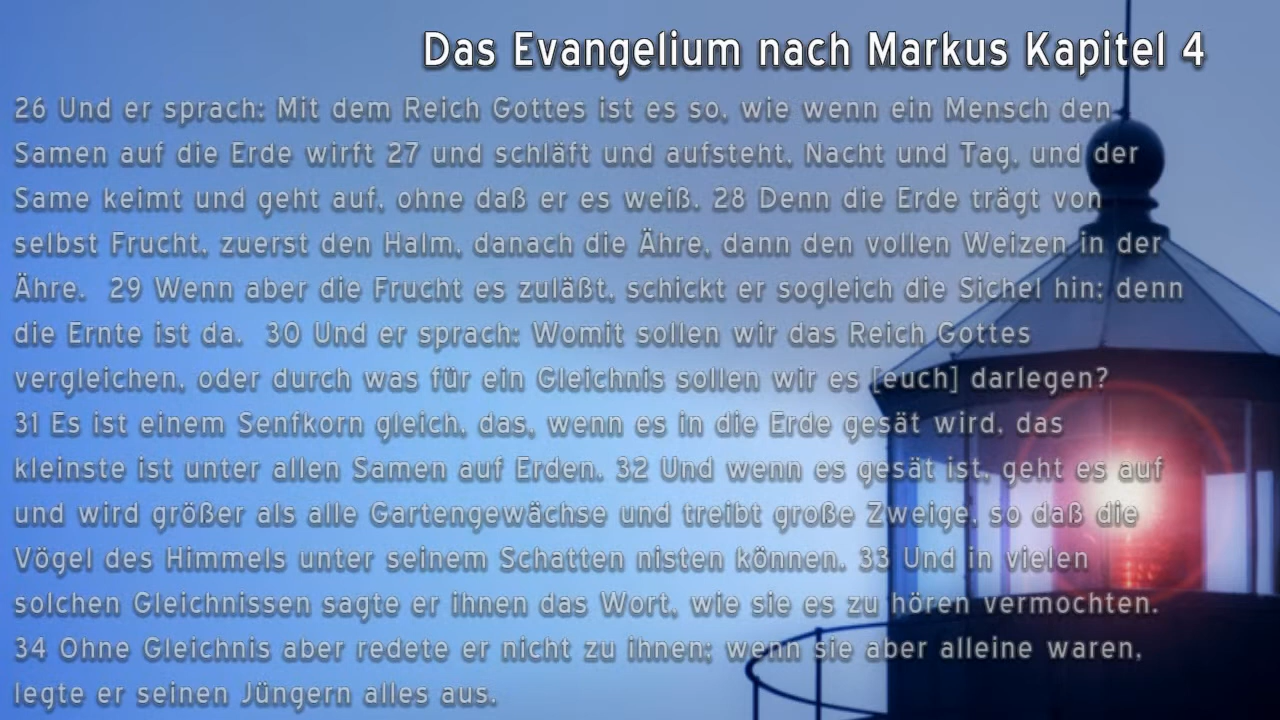 Das Evangelium nach Markus Kapitel 4
26 Und er sprach: Mit dem Reich Gottes ist es so, wie wenn ein Mensch den
Samen auf die Erde wirft 27 und schläft und aufsteht, Nacht und Tag, und der
Same keimt und geht auf, ohne daß er es weiß. 28 Denn die Erde trägt von
selbst Frucht, zuerst den Halm, danach die Ähre, dann den vollen Weizen in der
Ähre.  29 Wenn aber die Frucht es zuläßt, schickt er sogleich die Sichel hin; denn
die Ernte ist da.  30 Und er sprach: Womit sollen wir das Reich Gottes
vergleichen, oder durch was für ein Gleichnis sollen wir es [euch] darlegen?
31 Es ist einem Senfkorn gleich, das, wenn es in die Erde gesät wird, das
kleinste ist unter allen Samen auf Erden. 32 Und wenn es gesät ist, geht es auf
und wird größer als alle Gartengewächse und treibt große Zweige, so daß die
Vögel des Himmels unter seinem Schatten nisten können. 33 Und in vielen
solchen Gleichnissen sagte er ihnen das Wort, wie sie es zu hören vermochten.
34 Ohne Gleichnis aber redete er nicht zu ihnen; wenn sie aber alleine waren,
legte er seinen Jüngern alles aus.